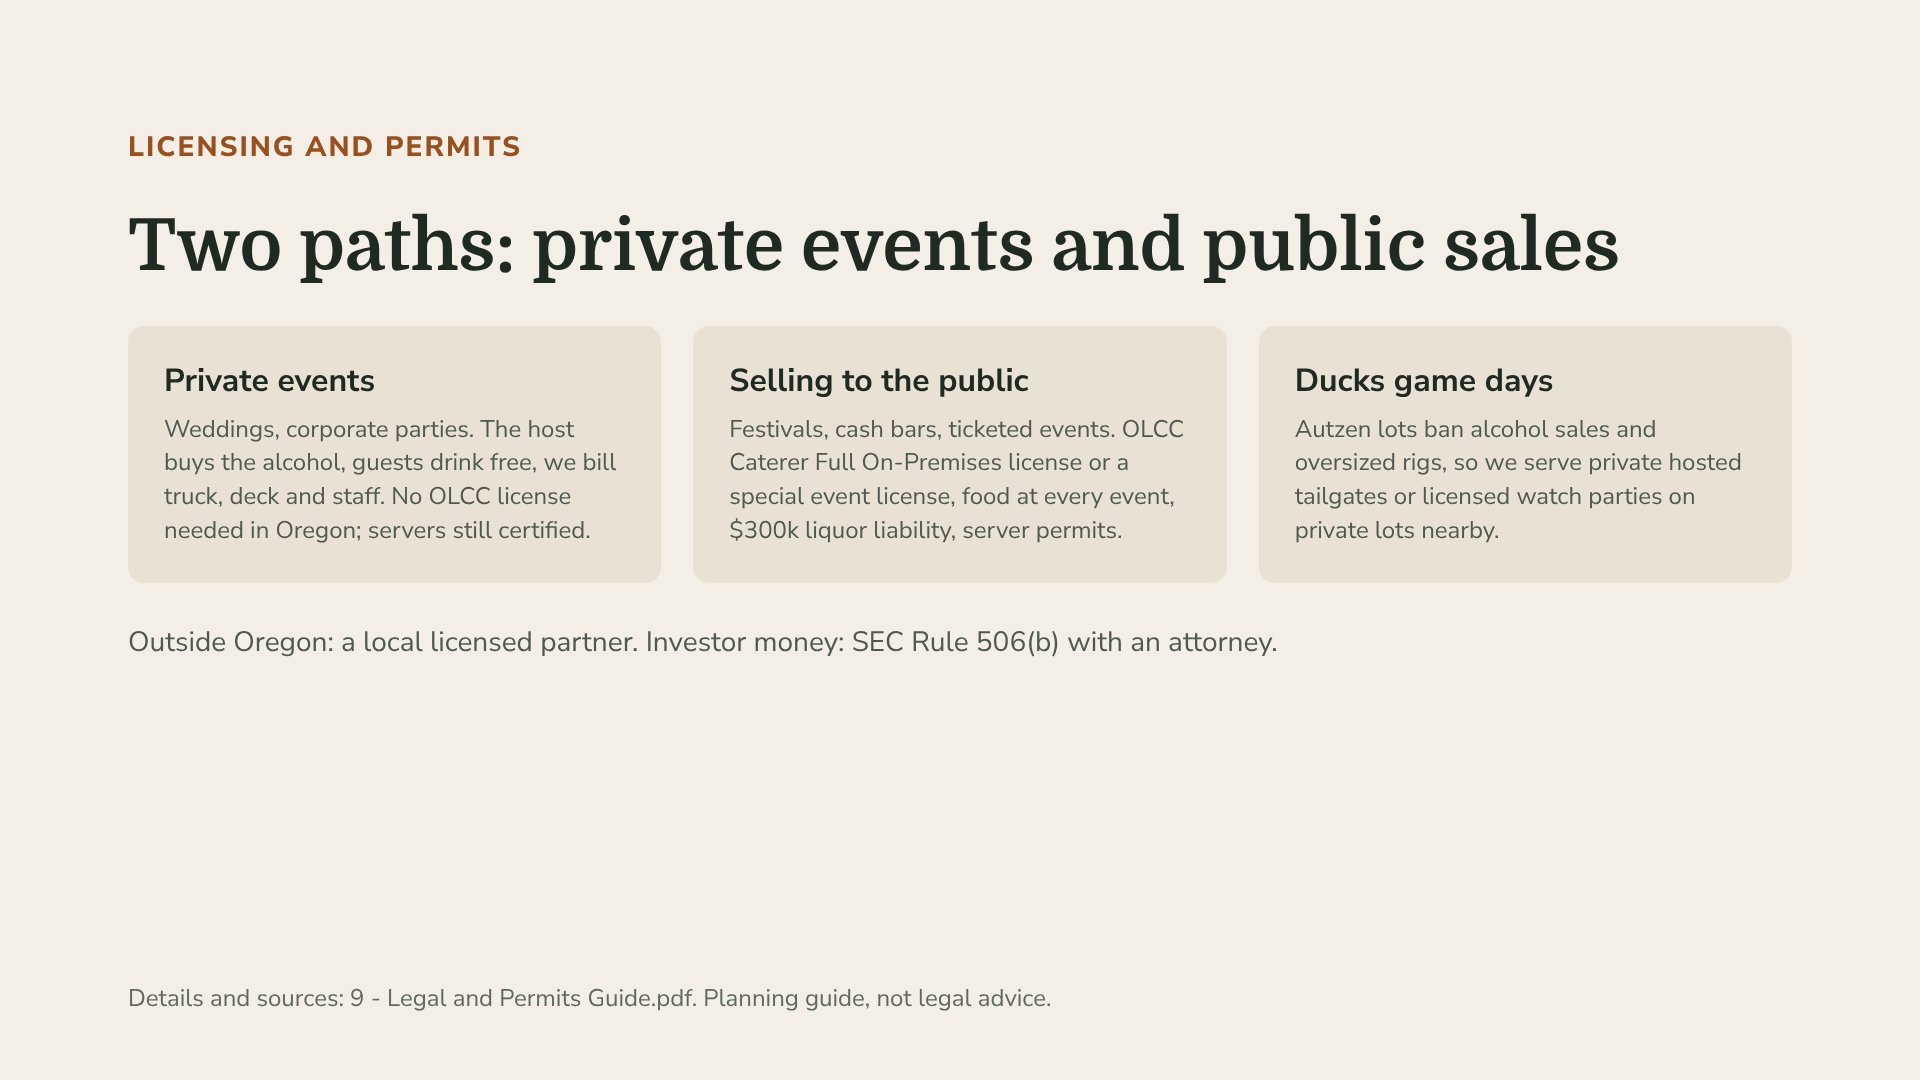 LICENSING AND PERMITS
Two paths: private events and public sales
Private events
Weddings, corporate parties. The host
buys the alcohol, guests drink free, we bill
truck, deck and staff. No OLCC license
needed in Oregon; servers still certified.
Selling to the public
Festivals, cash bars, ticketed events. OLCC
Caterer Full On-Premises license or a
special event license, food at every event,
$300k liquor liability, server permits.
Ducks game days
Autzen lots ban alcohol sales and
oversized rigs, so we serve private hosted
tailgates or licensed watch parties on
private lots nearby.
Outside Oregon: a local licensed partner. Investor money: SEC Rule 506(b) with an attorney.
Details and sources: 9 - Legal and Permits Guide.pdf. Planning guide, not legal advice.